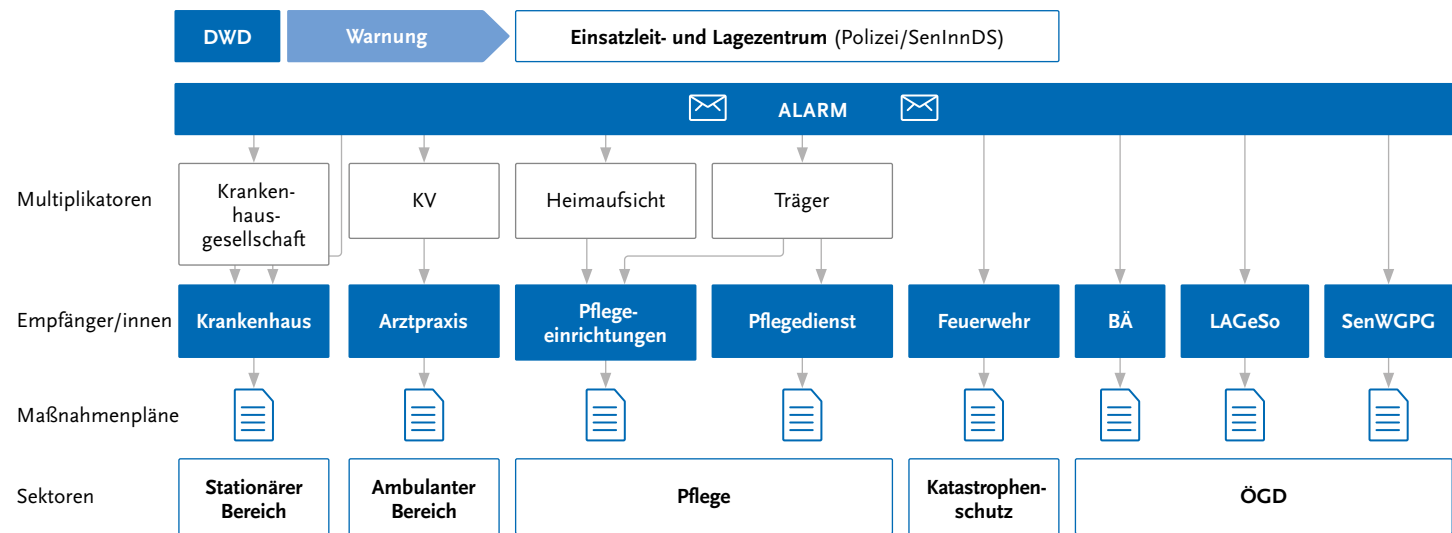 DWD
Warnung
Einsatzleit- und Lagezentrum (Polizei/SenInnDS)
ALARM
Multiplikatoren
Kranken-
haus-
gesellschaft
KV
Heimaufsicht
Träger
Empfänger/innen
Krankenhaus
Arztpraxis
Pflege-
einrichtungen
Pflegedienst
Feuerwehr
BÄ
LAGeSo
SenWGPG
Maßnahmenpläne
Sektoren
Stationärer
Bereich
Ambulanter
Bereich
Pflege
Katastrophen-
schutz
ÖGD